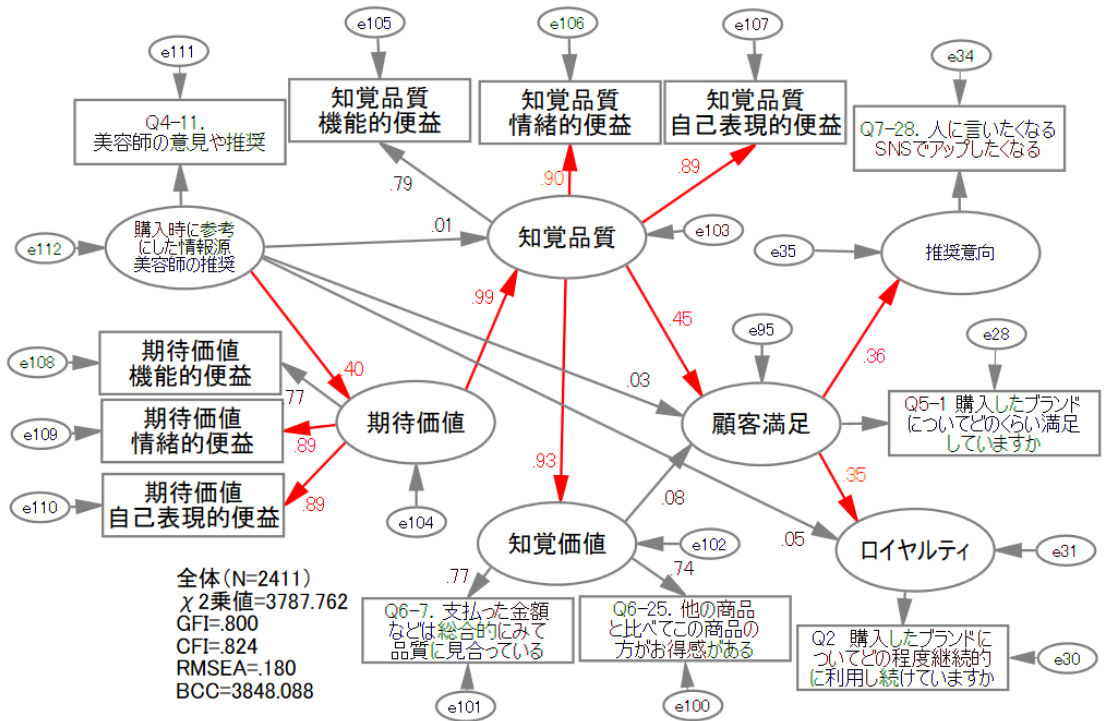 e105
e106
e107
e111
e34
Q4-11.
美容師の意見や推奨
知覚品質
機能的便益
知覚品質
情緒的便益
知覚品質
自己表現的便益
Q7-28. 人に言いたくなる
SNSでアップしたくなる
.79
.90
.89
e112
購入時に参考
にした情報源
美容師の推奨
.01
知覚品質
e103
e35
推奨意向
.99
.45
e95
e28
.36
e108
期待価値
機能的便益
.40
.77
.03
期待価値
顧客満足
Q5-1 購入したブランド
についてどのくらい満足
していますか
e109
期待価値
情緒的便益
.89
.93
.35
e110
期待価値
自己表現的便益
.89
e104
.08
知覚価値
e102
.05
ロイヤルティ
e31
.77
.74
全体(N=2411)
χ2乗値=3787.762
GFI=.800
CFI=.824
RMSEA=.180
BCC=3848.088
Q6-7. 支払った金額
などは総合的にみて
品質に見合っている
Q6-25. 他の商品
と比べてこの商品の
方がお得感がある
Q2 購入したブランドに
ついてどの程度継続的
に利用し続けていますか
e30
e101
e100